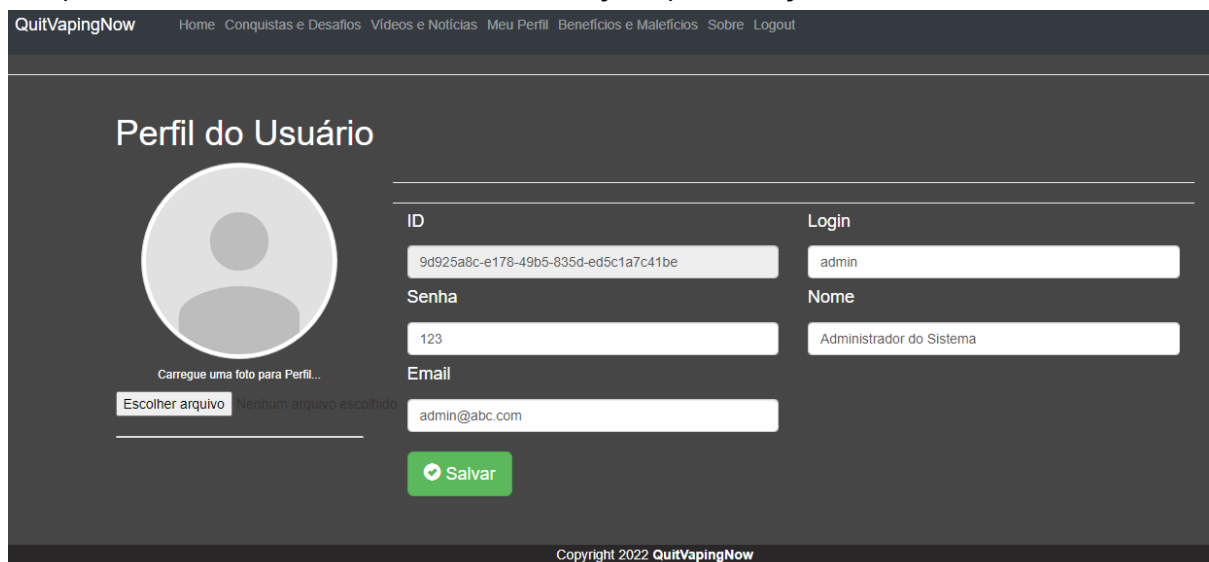 QuitVapingNow Home Conquistas e Desafios Vídeos e Notícias Meu Perfil Benefícios e Malefícios Sobre Logout
Perfil do Usuário
ID
9d925a8c-e178-49b5-835d-ed5c1a7c41be
Login
admin
Senha
123
Nome
Administrador do Sistema
Carregue uma foto para Perfil...
Escolher arquivo Nenhum arquivo escolhido
Email
admin@abc.com
Salvar
Copyright 2022 QuitVapingNow